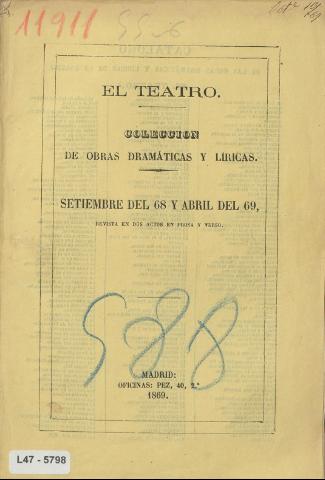 11911
556
EL TEATRO.
COLECCION
DE OBRAS DRAMÁTICAS Y LÍRICAS.
SETIEMBRE DEL 68 Y ABRIL DEL 69,
REVISTA EN DOS ACTOS EN PROSA Y VERSO.
588
MADRID:
OFICINAS: PEZ, 40, 2.º
1869.
L47 - 5798